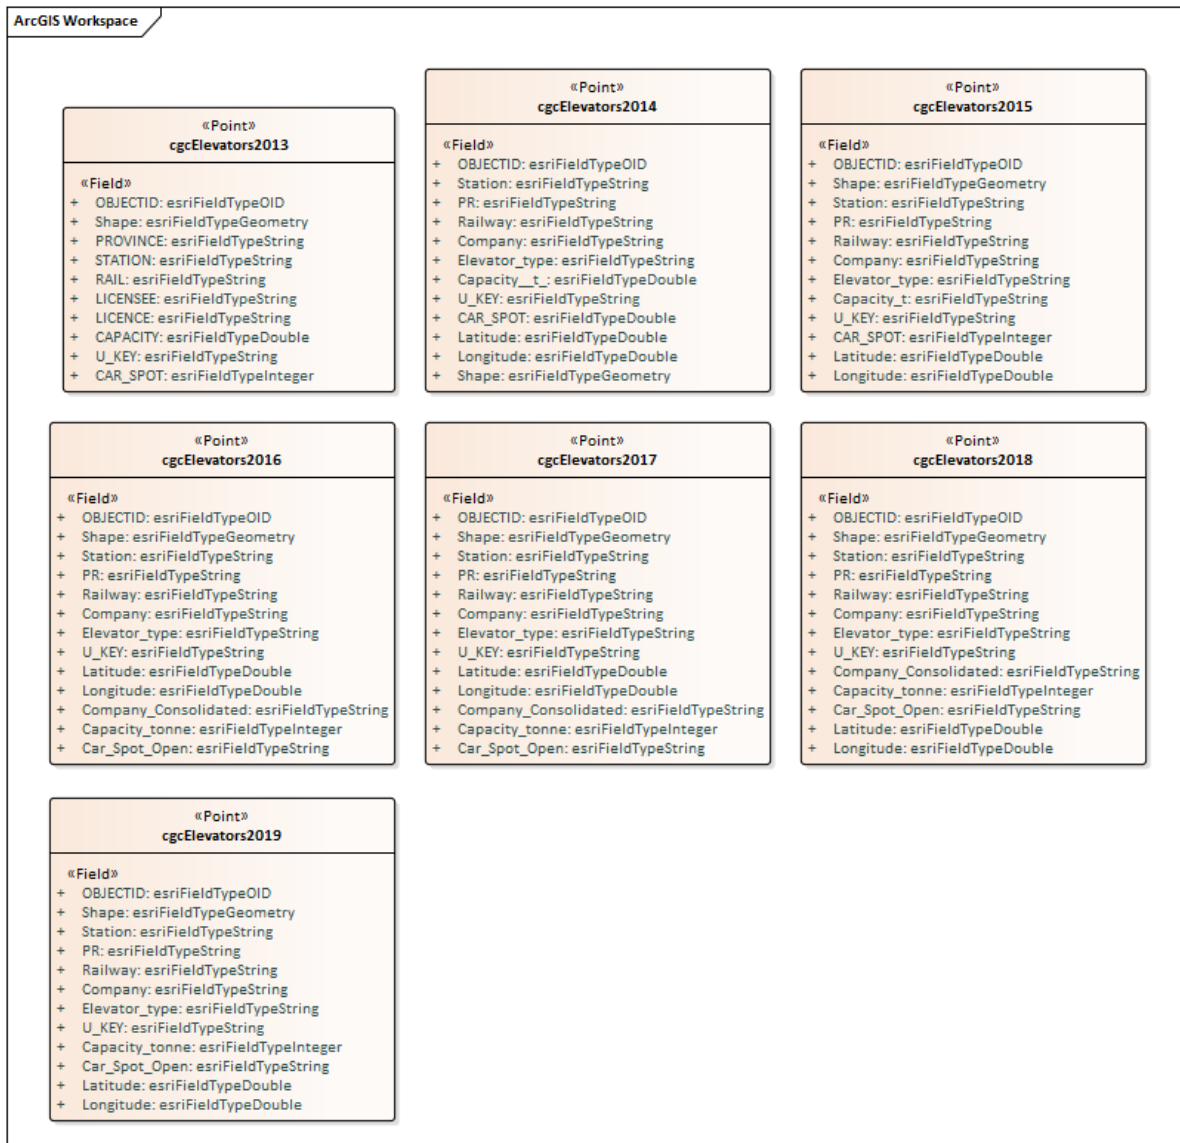 ArcGIS Workspace
«Point»
cgcElevators2013
«Field»
+ OBJECTID: esriFieldTypeOID
+ Shape: esriFieldTypeGeometry
+ PROVINCE: esriFieldTypeString
+ STATION: esriFieldTypeString
+ RAIL: esriFieldTypeString
+ LICENSEE: esriFieldTypeString
+ LICENCE: esriFieldTypeString
+ CAPACITY: esriFieldTypeDouble
+ U_KEY: esriFieldTypeString
+ CAR_SPOT: esriFieldTypeInteger
«Point»
cgcElevators2014
«Field»
+ OBJECTID: esriFieldTypeOID
+ Station: esriFieldTypeString
+ PR: esriFieldTypeString
+ Railway: esriFieldTypeString
+ Company: esriFieldTypeString
+ Elevator_type: esriFieldTypeString
+ Capacity__t_: esriFieldTypeDouble
+ U_KEY: esriFieldTypeString
+ CAR_SPOT: esriFieldTypeDouble
+ Latitude: esriFieldTypeDouble
+ Longitude: esriFieldTypeDouble
+ Shape: esriFieldTypeGeometry
«Point»
cgcElevators2015
«Field»
+ OBJECTID: esriFieldTypeOID
+ Shape: esriFieldTypeGeometry
+ Station: esriFieldTypeString
+ PR: esriFieldTypeString
+ Railway: esriFieldTypeString
+ Company: esriFieldTypeString
+ Elevator_type: esriFieldTypeString
+ Capacity_t: esriFieldTypeString
+ U_KEY: esriFieldTypeString
+ CAR_SPOT: esriFieldTypeInteger
+ Latitude: esriFieldTypeDouble
+ Longitude: esriFieldTypeDouble
«Point»
cgcElevators2016
«Field»
+ OBJECTID: esriFieldTypeOID
+ Shape: esriFieldTypeGeometry
+ Station: esriFieldTypeString
+ PR: esriFieldTypeString
+ Railway: esriFieldTypeString
+ Company: esriFieldTypeString
+ Elevator_type: esriFieldTypeString
+ U_KEY: esriFieldTypeString
+ Latitude: esriFieldTypeDouble
+ Longitude: esriFieldTypeDouble
+ Company_Consolidated: esriFieldTypeString
+ Capacity_tonne: esriFieldTypeInteger
+ Car_Spot_Open: esriFieldTypeString
«Point»
cgcElevators2017
«Field»
+ OBJECTID: esriFieldTypeOID
+ Shape: esriFieldTypeGeometry
+ Station: esriFieldTypeString
+ PR: esriFieldTypeString
+ Railway: esriFieldTypeString
+ Company: esriFieldTypeString
+ Elevator_type: esriFieldTypeString
+ U_KEY: esriFieldTypeString
+ Latitude: esriFieldTypeDouble
+ Longitude: esriFieldTypeDouble
+ Company_Consolidated: esriFieldTypeString
+ Capacity_tonne: esriFieldTypeInteger
+ Car_Spot_Open: esriFieldTypeString
«Point»
cgcElevators2018
«Field»
+ OBJECTID: esriFieldTypeOID
+ Shape: esriFieldTypeGeometry
+ Station: esriFieldTypeString
+ PR: esriFieldTypeString
+ Railway: esriFieldTypeString
+ Company: esriFieldTypeString
+ Elevator_type: esriFieldTypeString
+ U_KEY: esriFieldTypeString
+ Company_Consolidated: esriFieldTypeString
+ Capacity_tonne: esriFieldTypeInteger
+ Car_Spot_Open: esriFieldTypeString
+ Latitude: esriFieldTypeDouble
+ Longitude: esriFieldTypeDouble
«Point»
cgcElevators2019
«Field»
+ OBJECTID: esriFieldTypeOID
+ Shape: esriFieldTypeGeometry
+ Station: esriFieldTypeString
+ PR: esriFieldTypeString
+ Railway: esriFieldTypeString
+ Company: esriFieldTypeString
+ Elevator_type: esriFieldTypeString
+ U_KEY: esriFieldTypeString
+ Capacity_tonne: esriFieldTypeInteger
+ Car_Spot_Open: esriFieldTypeString
+ Latitude: esriFieldTypeDouble
+ Longitude: esriFieldTypeDouble